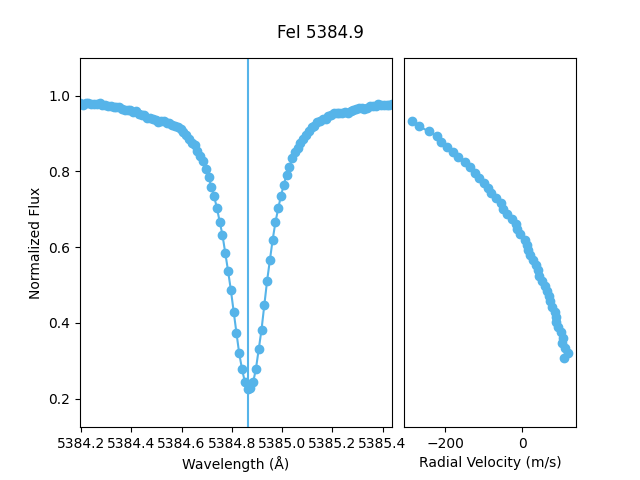 FeI 5384.9
Normalized Flux
1.0
0.8
0.6
0.4
0.2
5384.2 5384.4 5384.6 5384.8 5385.0 5385.2 5385.4
Wavelength (Å)
−200 0
Radial Velocity (m/s)